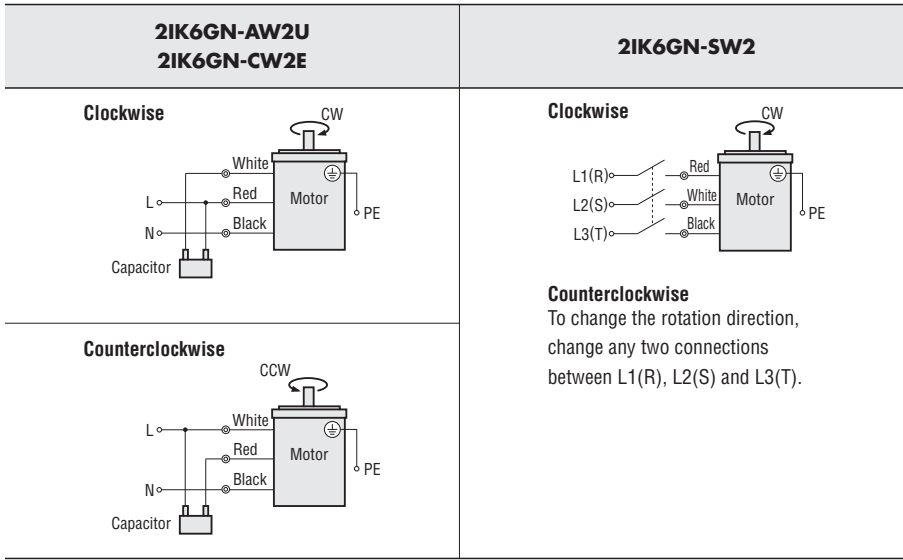 2IK6GN-AW2U
2IK6GN-CW2E
2IK6GN-SW2
Clockwise
CW
White
L
Red
Motor
PE
N
Black
Capacitor
Counterclockwise
CCW
L
White
Red
Motor
PE
N
Black
Capacitor
Clockwise
CW
L1(R)
Red
L2(S)
White
Motor
PE
L3(T)
Black
Counterclockwise
To change the rotation direction,
change any two connections
between L1(R), L2(S) and L3(T).